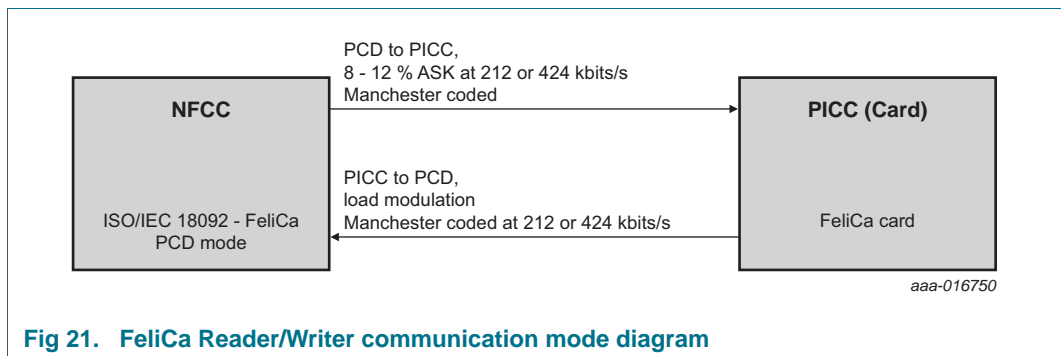 PCD to PICC,
8 - 12 % ASK at 212 or 424 kbits/s
Manchester coded
NFCC
PICC (Card)
PICC to PCD,
load modulation
Manchester coded at 212 or 424 kbits/s
ISO/IEC 18092 - FeliCa
PCD mode
FeliCa card
aaa-016750
Fig 21. FeliCa Reader/Writer communication mode diagram